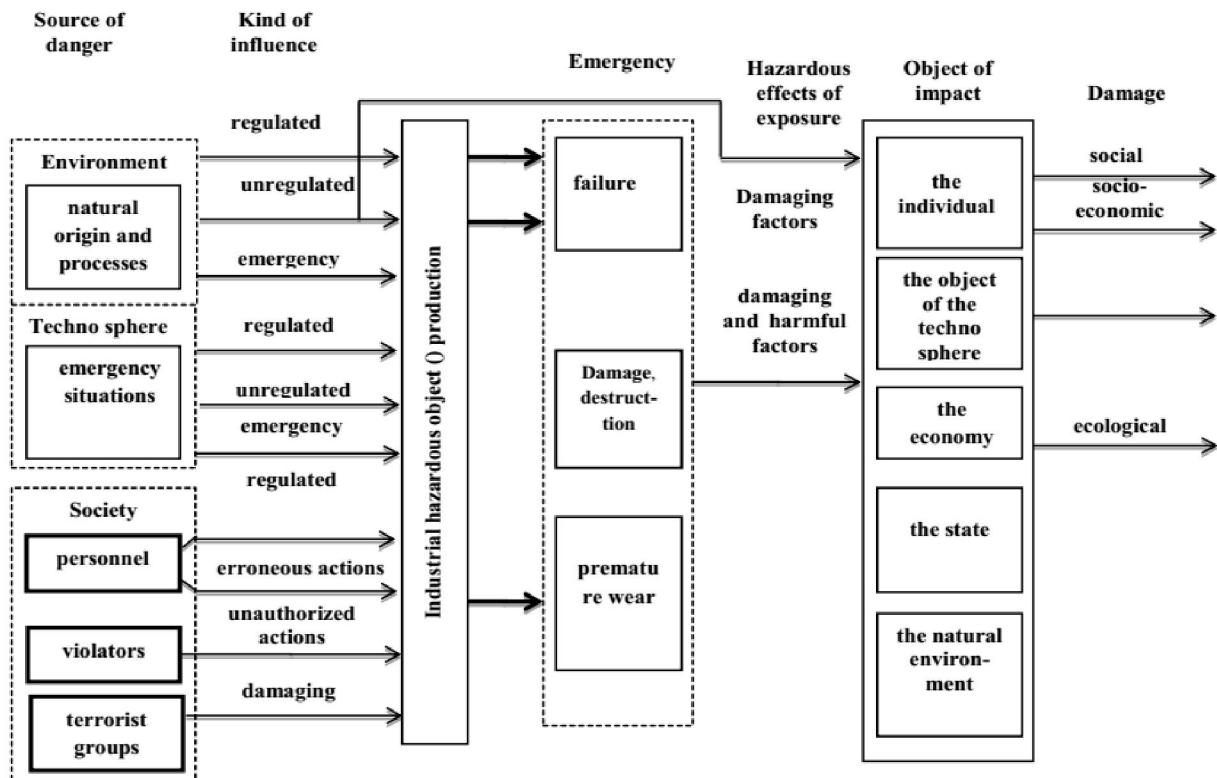 Source of
danger
Kind of
influence
Emergency
Hazardous
effects of
exposure
Object of
impact
Damage
Environment
natural
origin and
processes
Techno sphere
emergency
situations
Society
personnel
violators
terrorist
groups
regulated
unregulated
emergency
regulated
unregulated
emergency
regulated
erroneous actions
unauthorized
actions
damaging
Industrial hazardous object () production
failure
Damage,
destruct-
tion
prematu
re wear
Damaging
factors
damaging
and harmful
factors
the
individual
the object
of the
techno
sphere
the
economy
the state
the natural
environ-
ment
social
socio-
economic
ecological